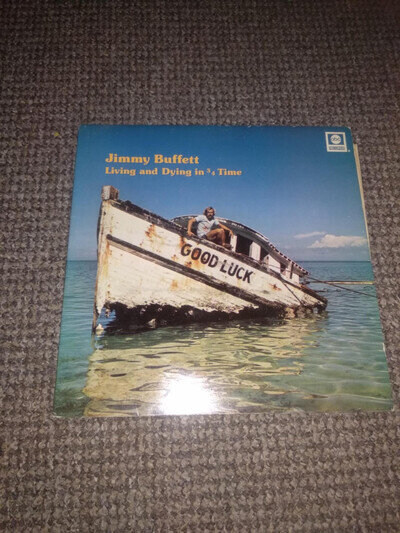 Jimmy Buffett
Living and Dying in 3/4 Time
GOOD LUCK